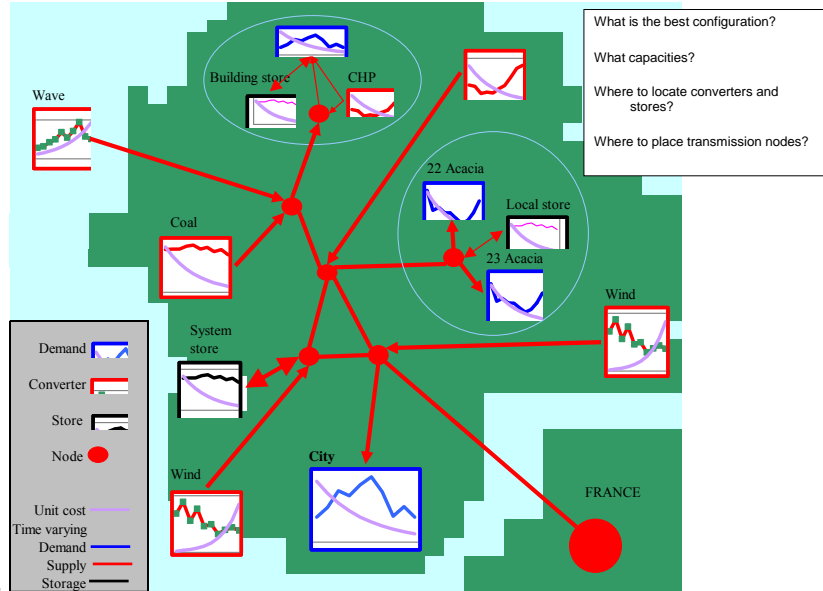 What is the best configuration?
What capacities?
Where to locate converters and
stores?
Where to place transmission nodes?
Building store
CHP
Wave
22 Acacia
Local store
Coal
23 Acacia
Wind
System
store
Demand
Converter
Store
Node
Unit cost
Time varying
Demand
Supply
Storage
Wind
City
FRANCE